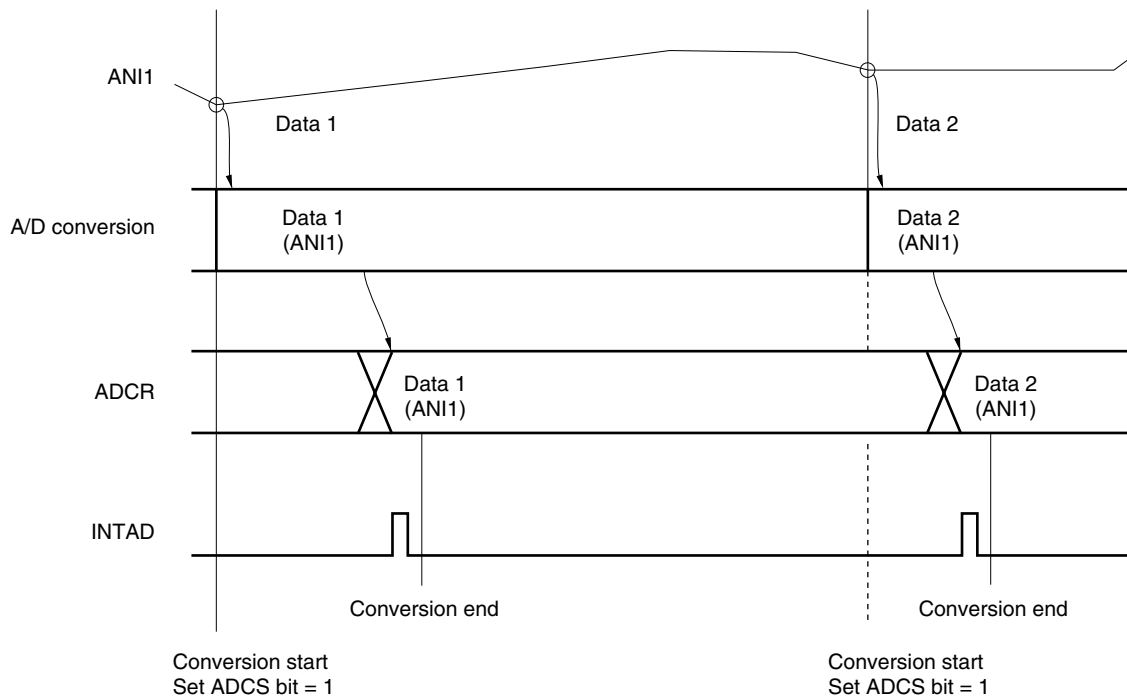 ANI1
Data 1
Data 2
A/D conversion
Data 1
(ANI1)
Data 2
(ANI1)
ADCR
Data 1
(ANI1)
Data 2
(ANI1)
INTAD
Conversion end
Conversion end
Conversion start
Set ADCS bit = 1
Conversion start
Set ADCS bit = 1